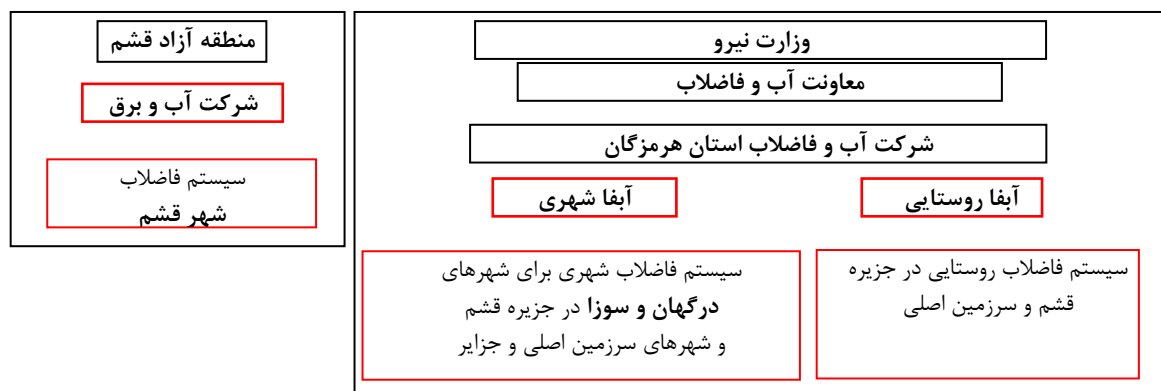 وزارت نیرو
معاونت آب و فاضلاب
شرکت آب و فاضلاب استان هرمزگان
آبفا روستایی
آبفا شهری
سیستم فاضلاب روستایی در جزیره
قشم و سرزمین اصلی
سیستم فاضلاب شهری برای شهرهای
درگهان و سوزا در جزیره قشم
و شهرهای سرزمین اصلی و جزایر
منطقه آزاد قشم
شرکت آب و برق
سیستم فاضلاب
شهر قشم